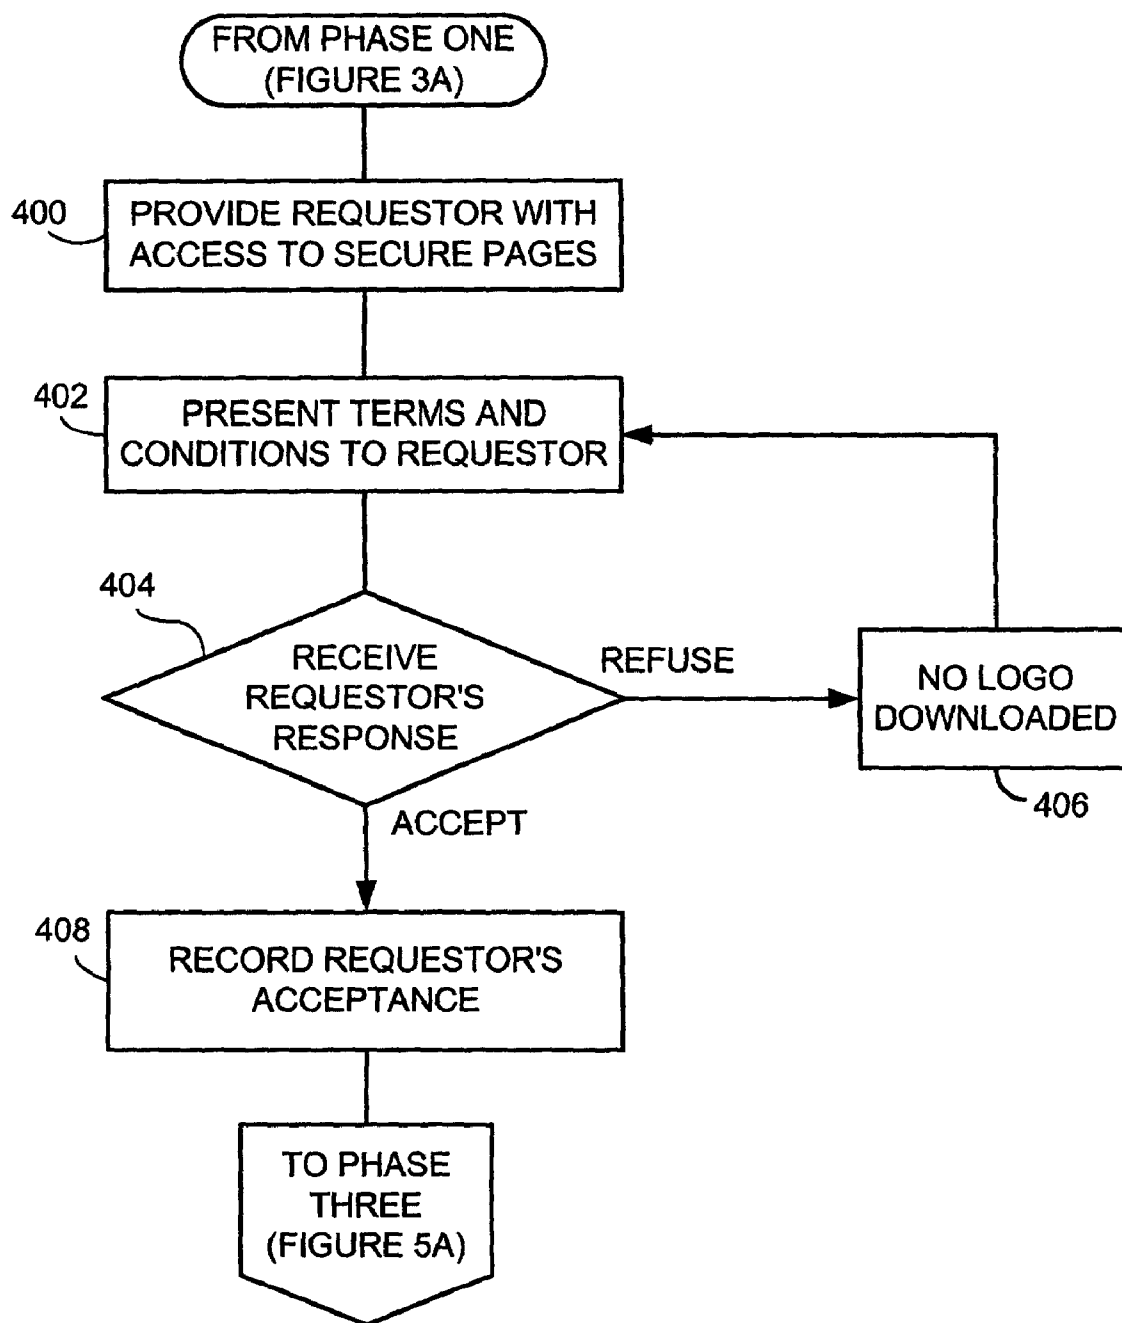 FROM PHASE ONE
(FIGURE 3A)
400
PROVIDE REQUESTOR WITH
ACCESS TO SECURE PAGES
402
PRESENT TERMS AND
CONDITIONS TO REQUESTOR
404
RECEIVE
REQUESTOR'S
RESPONSE
REFUSE
NO LOGO
DOWNLOADED
406
ACCEPT
408
RECORD REQUESTOR'S
ACCEPTANCE
TO PHASE
THREE
(FIGURE 5A)